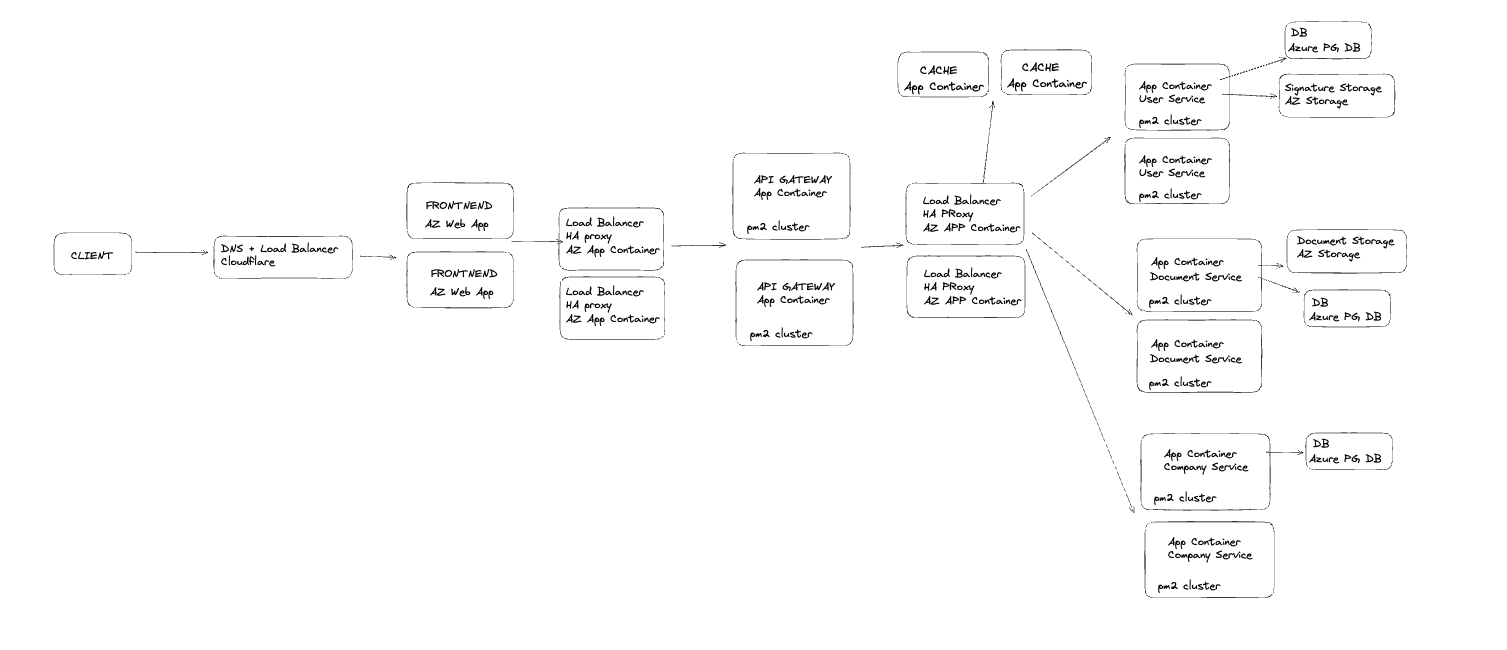 CLIENT
DNS + Load Balancer
Cloudflare
FRONTNEND
AZ Web App
FRONTNEND
AZ Web App
Load Balancer
HA proxy
AZ App Container
Load Balancer
HA proxy
AZ App Container
API GATEWAY
App Container
pm2 cluster
API GATEWAY
App Container
pm2 cluster
CACHE
App Container
CACHE
App Container
Load Balancer
HA PRoxy
AZ APP Container
Load Balancer
HA PRoxy
AZ APP Container
App Container
User Service
pm2 cluster
App Container
User Service
pm2 cluster
DB
Azure PG DB
Signature Storage
AZ Storage
App Container
Document Service
pm2 cluster
App Container
Document Service
pm2 cluster
Document Storage
AZ Storage
DB
Azure PG DB
App Container
Company Service
pm2 cluster
App Container
Company Service
pm2 cluster
DB
Azure PG DB